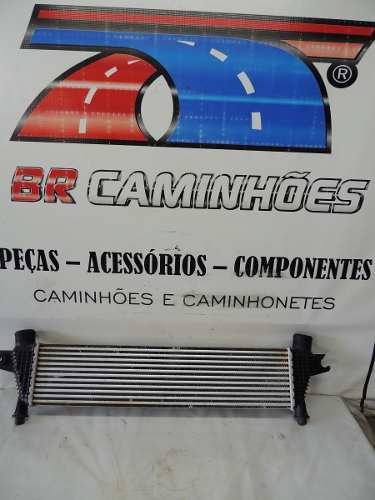 ®
BR CAMINHÕES
PEÇAS – ACESSÓRIOS – COMPONENTES
CAMINHÕES E CAMINHONETES